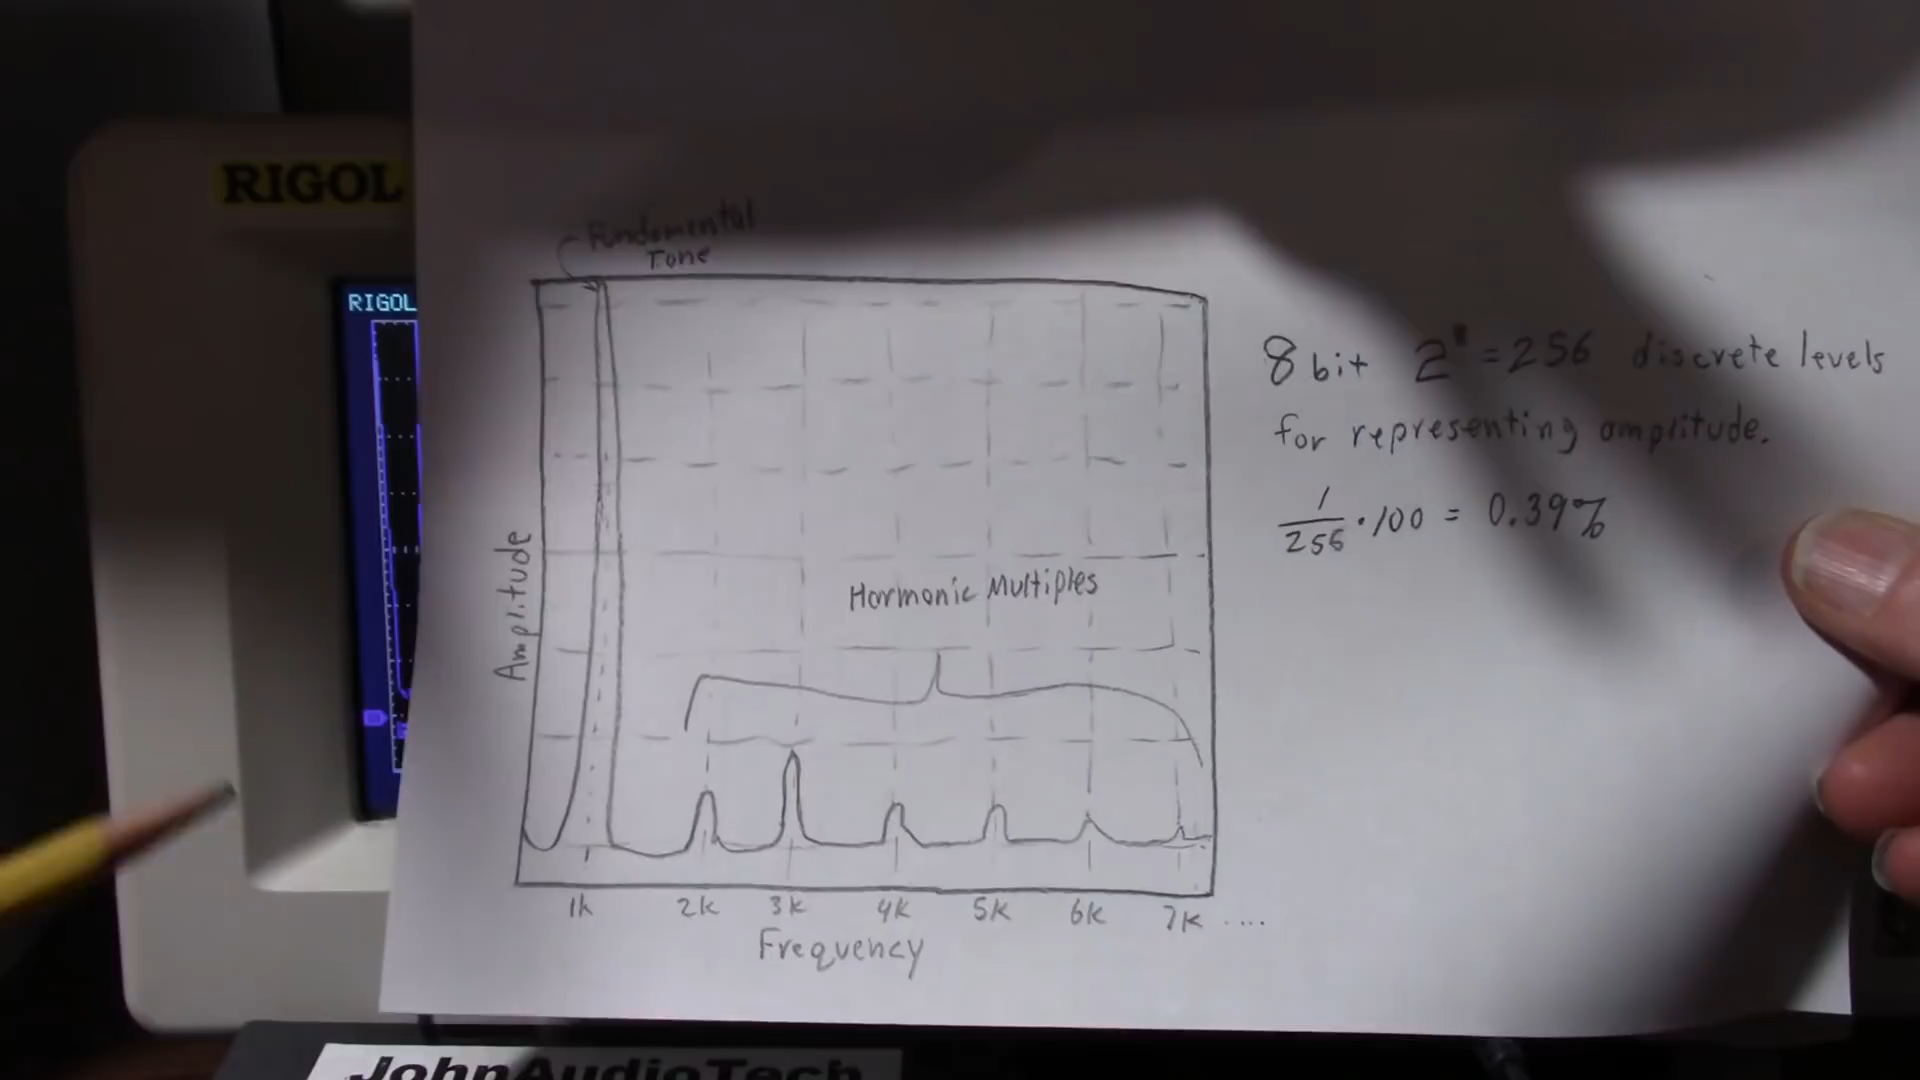 RIGOL
RIGOL
Fundamental
Tone
8 bit 2⁸ = 256 discrete levels
for representing amplitude.
1/256 · 100 = 0.39%
Amplitude
Harmonic Multiples
1k 2k 3k 4k 5k 6k 7k ....
Frequency
JohnAudioTech